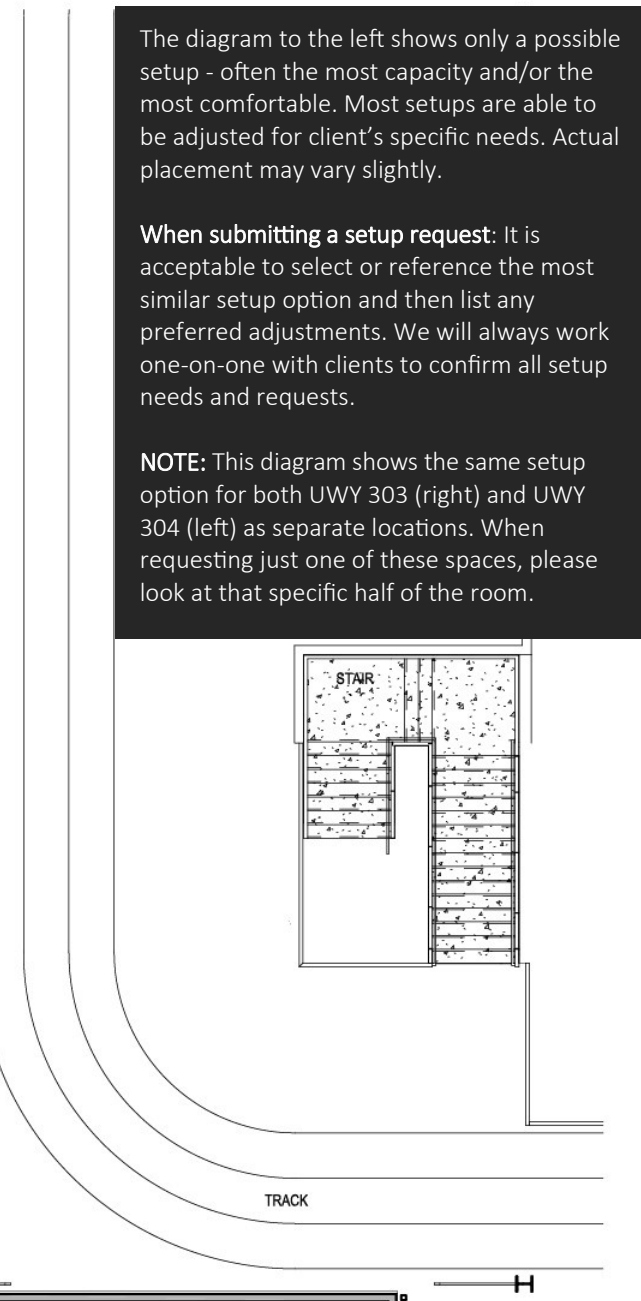 The diagram to the left shows only a possible
setup - often the most capacity and/or the
most comfortable. Most setups are able to
be adjusted for client’s specific needs. Actual
placement may vary slightly.
When submitting a setup request: It is
acceptable to select or reference the most
similar setup option and then list any
preferred adjustments. We will always work
one-on-one with clients to confirm all setup
needs and requests.
NOTE: This diagram shows the same setup
option for both UWY 303 (right) and UWY
304 (left) as separate locations. When
requesting just one of these spaces, please
look at that specific half of the room.
STAIR
TRACK